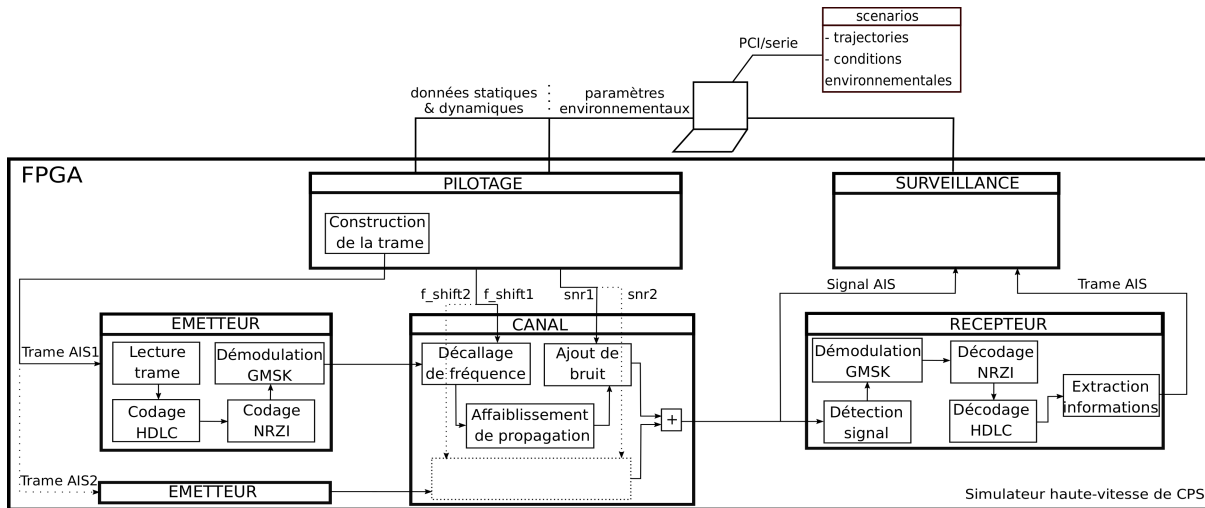 scenarios
- trajectories
- conditions
environnementales
PCI/serie
données statiques
& dynamiques
paramètres
environnementaux
FPGA
PILOTAGE
Construction
de la trame
SURVEILLANCE
f_shift2
f_shift1
snr1
snr2
Signal AIS
Trame AIS
EMETTEUR
Trame AIS1
Lecture
trame
Démodulation
GMSK
Codage
HDLC
Codage
NRZI
CANAL
Décallage
de fréquence
Ajout de
bruit
Affaiblissement
de propagation
+
RECEPTEUR
Démodulation
GMSK
Décodage
NRZI
Détection
signal
Décodage
HDLC
Extraction
informations
Trame AIS2
EMETTEUR
Simulateur haute-vitesse de CPS